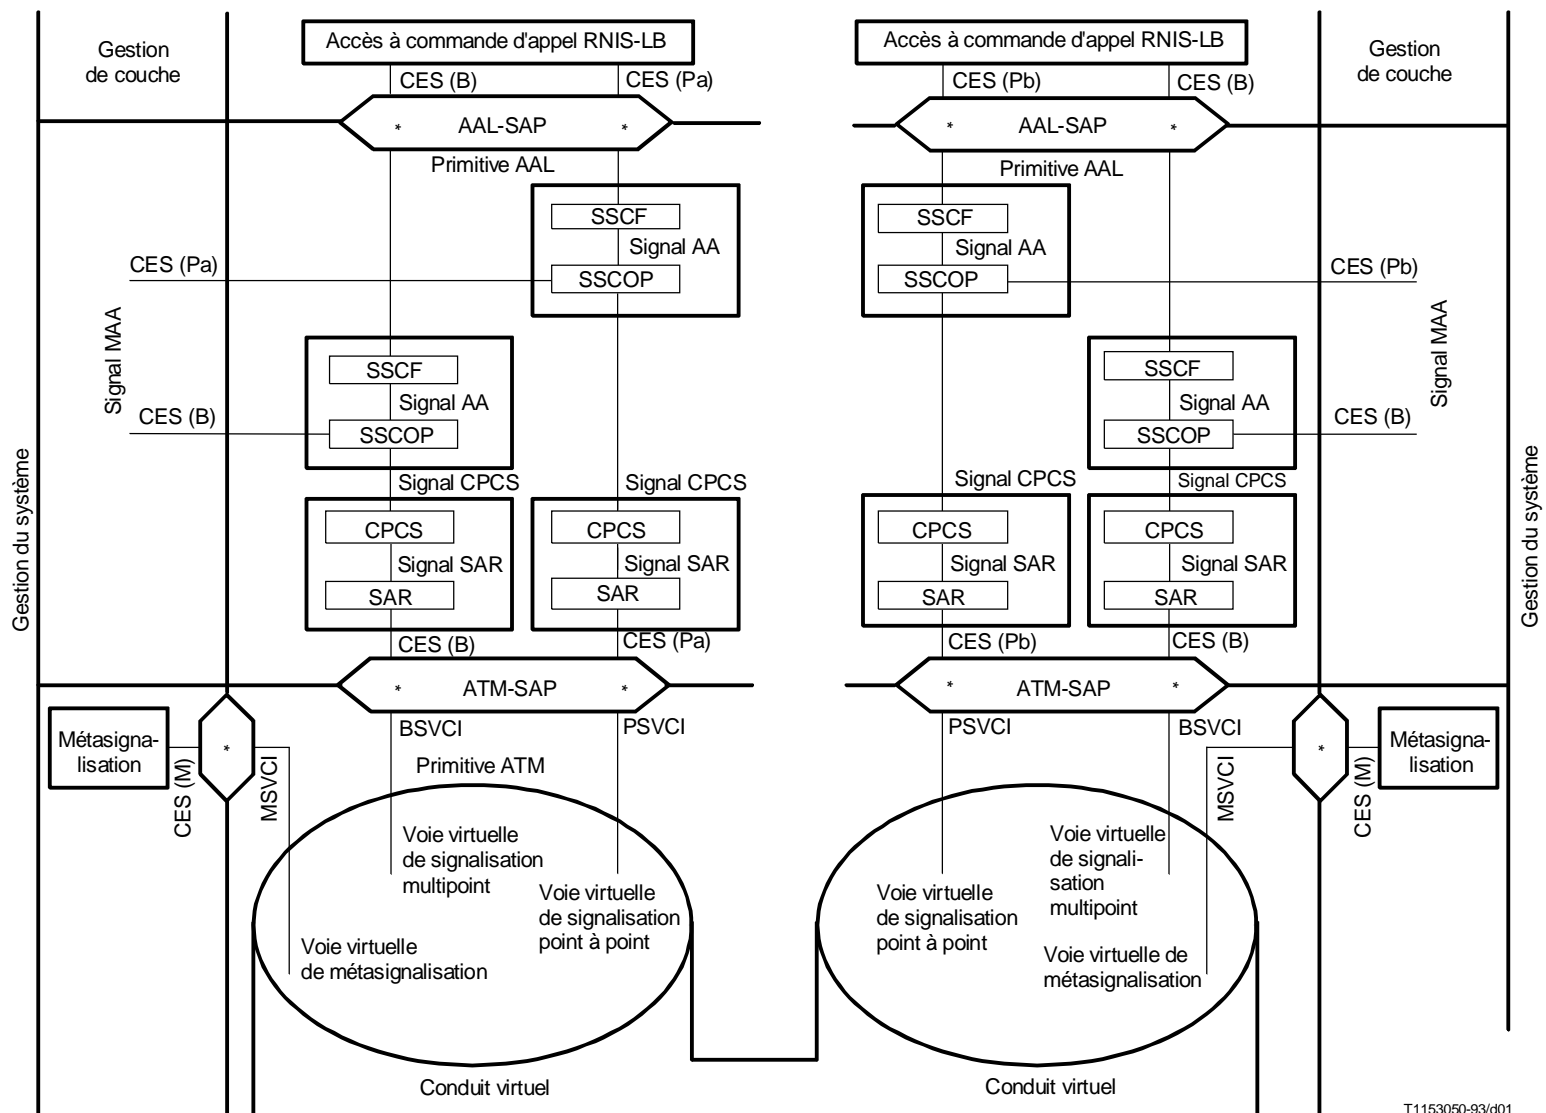 Gestion
de couche
Accès à commande d'appel RNIS-LB
Accès à commande d'appel RNIS-LB
Gestion
de couche
CES (B)
CES (Pa)
CES (Pb)
CES (B)
* AAL-SAP *
* AAL-SAP *
Primitive AAL
Primitive AAL
SSCF
Signal AA
SSCOP
SSCF
Signal AA
SSCOP
CES (Pa)
CES (Pb)
Signal MAA
Signal MAA
SSCF
Signal AA
SSCOP
SSCF
Signal AA
SSCOP
CES (B)
CES (B)
Gestion du système
Gestion du système
Signal CPCS
Signal CPCS
Signal CPCS
Signal CPCS
CPCS
Signal SAR
SAR
CPCS
Signal SAR
SAR
CPCS
Signal SAR
SAR
CPCS
Signal SAR
SAR
CES (B)
CES (Pa)
CES (Pb)
CES (B)
* ATM-SAP *
* ATM-SAP *
BSVCI
PSVCI
PSVCI
BSVCI
Métasigna-
lisation
*
CES (M)
MSVCI
Primitive ATM
MSVCI
*
CES (M)
Métasigna-
lisation
Voie virtuelle
de signalisation
multipoint
Voie virtuelle
de signalisation
point à point
Voie virtuelle
de métasignalisation
Voie virtuelle
de signalisation
point à point
Voie virtuelle
de signali-
sation
multipoint
Voie virtuelle de
métasignalisation
Conduit virtuel
Conduit virtuel
T1153050-93/d01